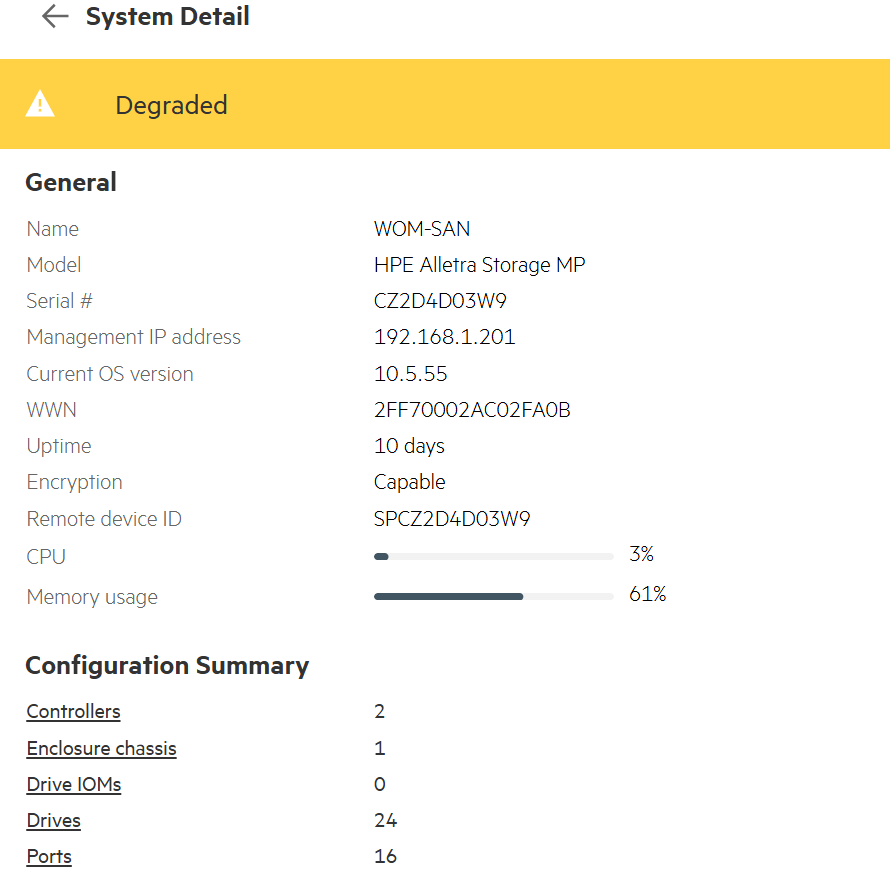 System Detail
Degraded
General
Name WOM-SAN
Model HPE Alletra Storage MP
Serial # CZ2D4D03W9
Management IP address 192.168.1.201
Current OS version 10.5.55
WWN 2FF70002AC02FA0B
Uptime 10 days
Encryption Capable
Remote device ID SPCZ2D4D03W9
CPU 3%
Memory usage 61%
Configuration Summary
Controllers 2
Enclosure chassis 1
Drive IOMs 0
Drives 24
Ports 16